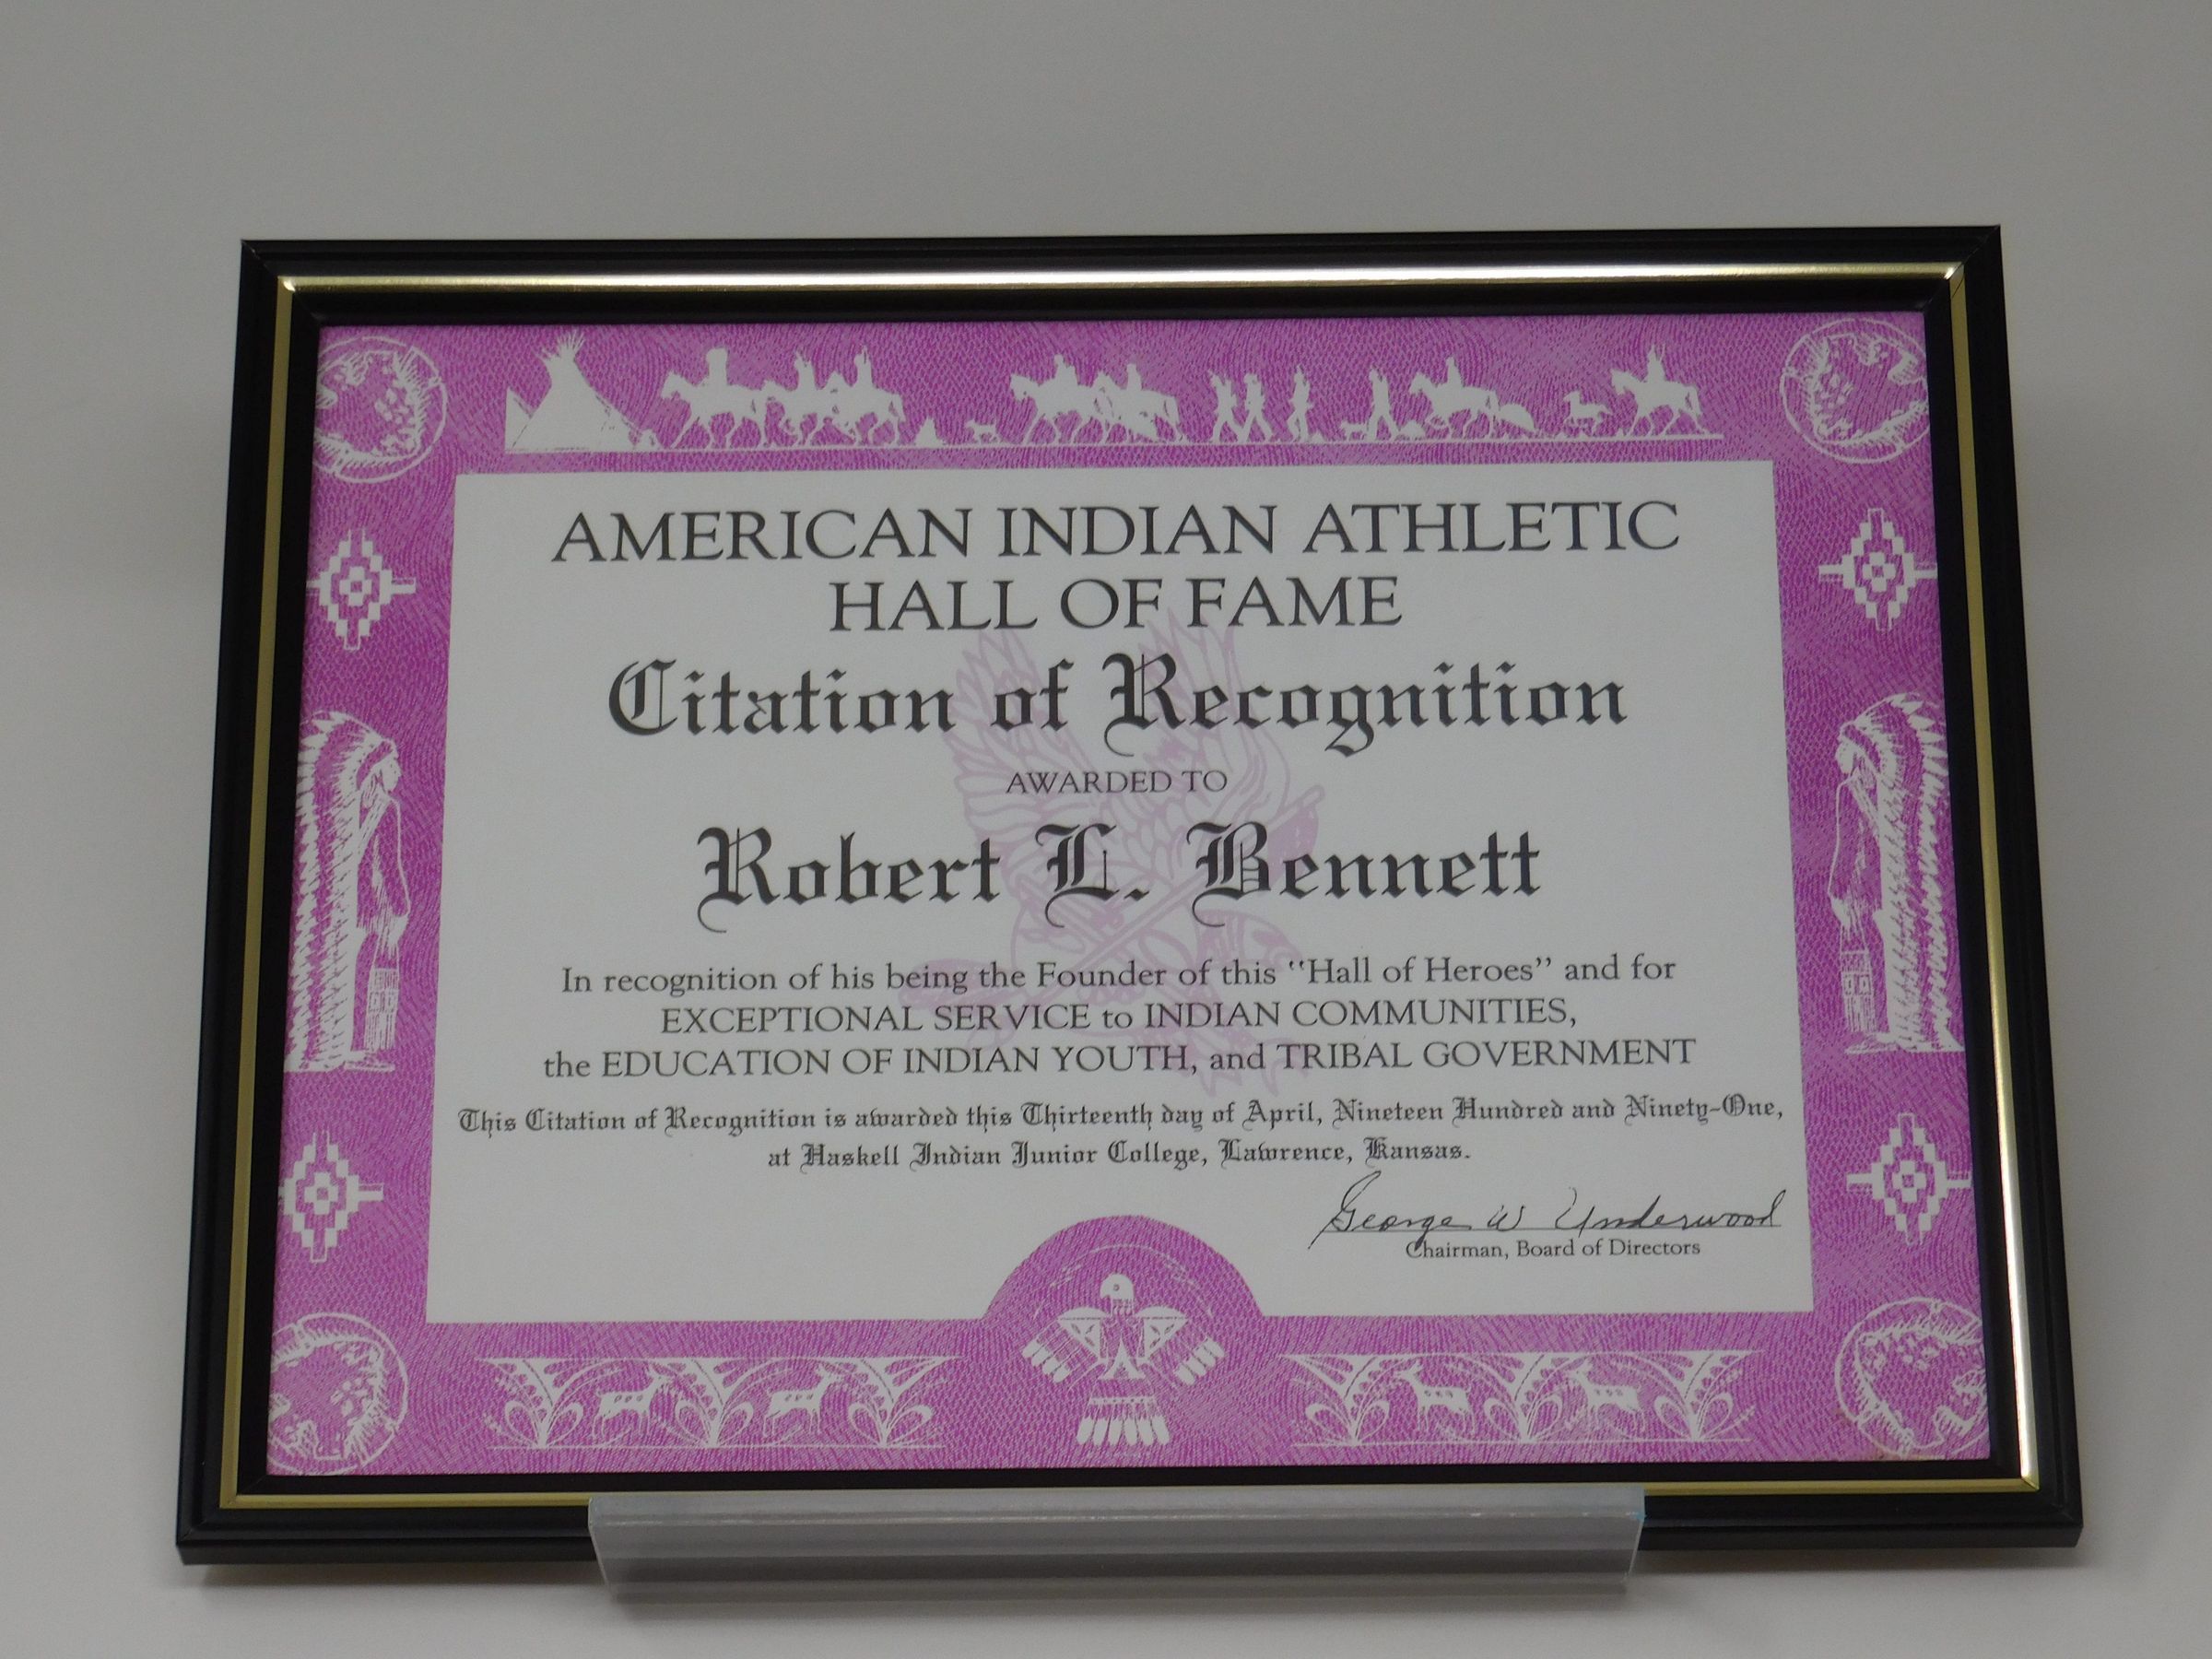 AMERICAN INDIAN ATHLETIC
HALL OF FAME
Citation of Recognition
AWARDED TO
Robert L. Bennett
In recognition of his being the Founder of this "Hall of Heroes" and for
EXCEPTIONAL SERVICE to INDIAN COMMUNITIES,
the EDUCATION OF INDIAN YOUTH, and TRIBAL GOVERNMENT
This Citation of Recognition is awarded this Thirteenth day of April, Nineteen Hundred and Ninety-One,
at Haskell Indian Junior College, Lawrence, Kansas.
George W Underwood
Chairman, Board of Directors